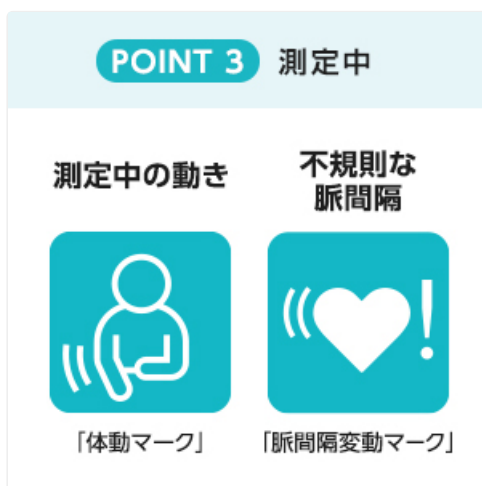 POINT 3 測定中
測定中の動き
不規則な
脈間隔
!
「体動マーク」
「脈間隔変動マーク」